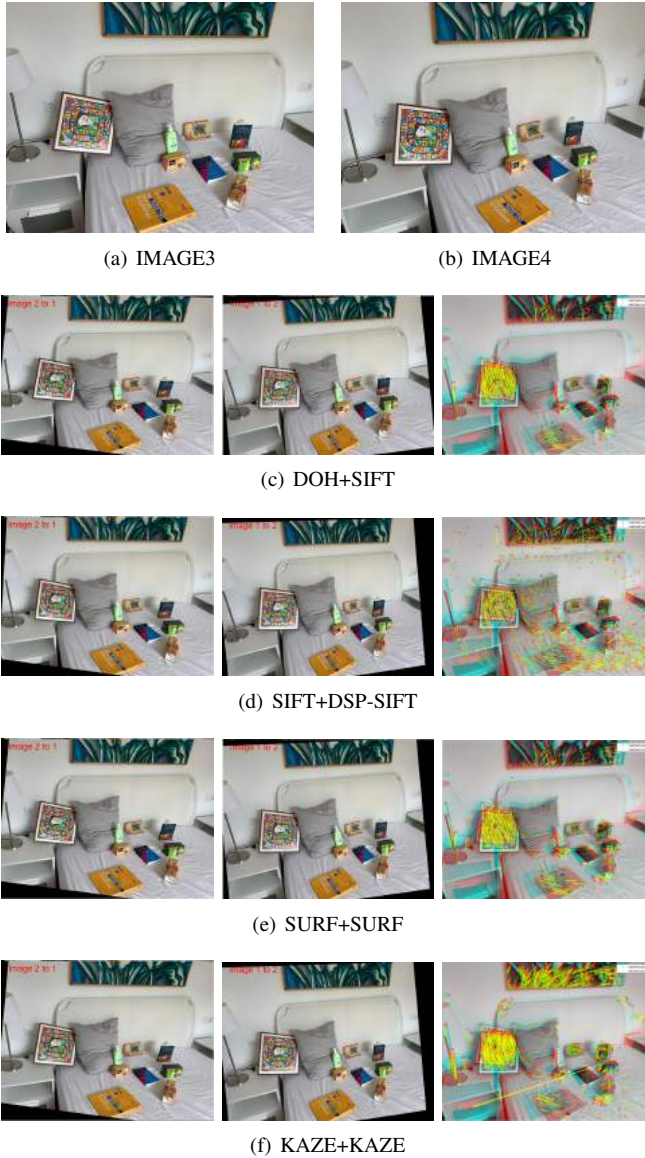 (a) IMAGE3
(b) IMAGE4
Image 2 to 1
Image 1 to 2
(c) DOH+SIFT
Image 2 to 1
Image 1 to 2
(d) SIFT+DSP-SIFT
Image 2 to 1
Image 1 to 2
(e) SURF+SURF
Image 2 to 1
Image 1 to 2
(f) KAZE+KAZE